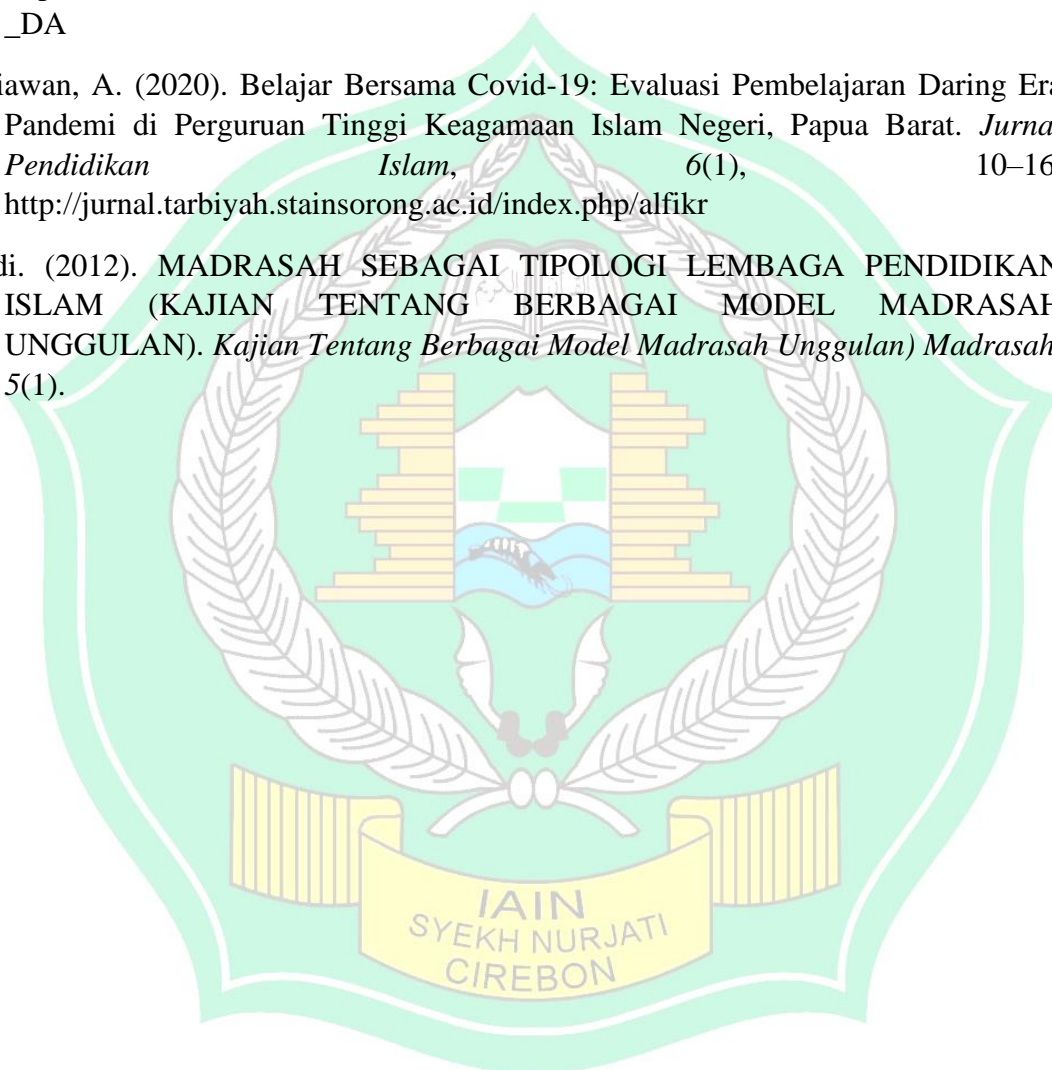 _DA
iawan, A. (2020). Belajar Bersama Covid-19: Evaluasi Pembelajaran Daring Era
Pandemi di Perguruan Tinggi Keagamaan Islam Negeri, Papua Barat. Jurna
Pendidikan Islam, 6(1), 10–16
http://jurnal.tarbiyah.stainsorong.ac.id/index.php/alfikr
di. (2012). MADRASAH SEBAGAI TIPOLOGI LEMBAGA PENDIDIKAN
ISLAM (KAJIAN TENTANG BERBAGAI MODEL MADRASAH
UNGGULAN). Kajian Tentang Berbagai Model Madrasah Unggulan) Madrasah
5(1).
IAIN
SYEKH NURJATI
CIREBON